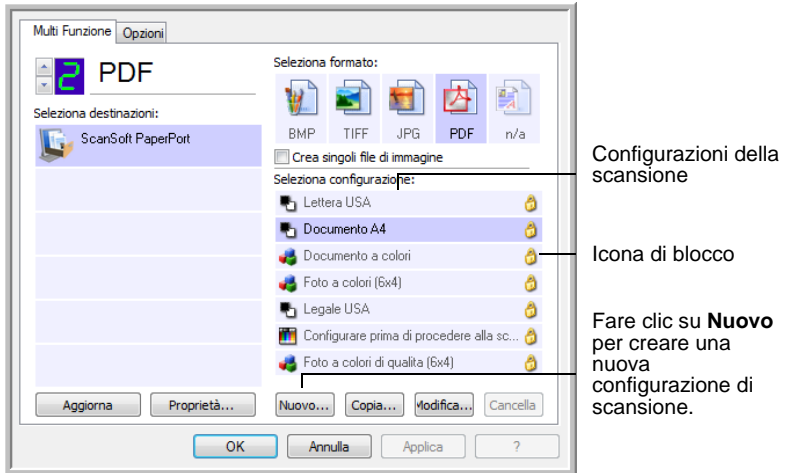 Multi Funzione
Opzioni
2
PDF
Seleziona destinazioni:
ScanSoft PaperPort
Aggiorna
Proprietà...
Seleziona formato:
BMP
TIFF
JPG
PDF
n/a
Crea singoli file di immagine
Seleziona configurazione:
Lettera USA
Documento A4
Documento a colori
Foto a colori (6x4)
Legale USA
Configurare prima di procedere alla sc...
Foto a colori di qualita (6x4)
Nuovo...
Copia...
Modifica...
Cancella
OK
Annulla
Applica
?
Configurazioni della
scansione
Icona di blocco
Fare clic su Nuovo
per creare una
nuova
configurazione di
scansione.